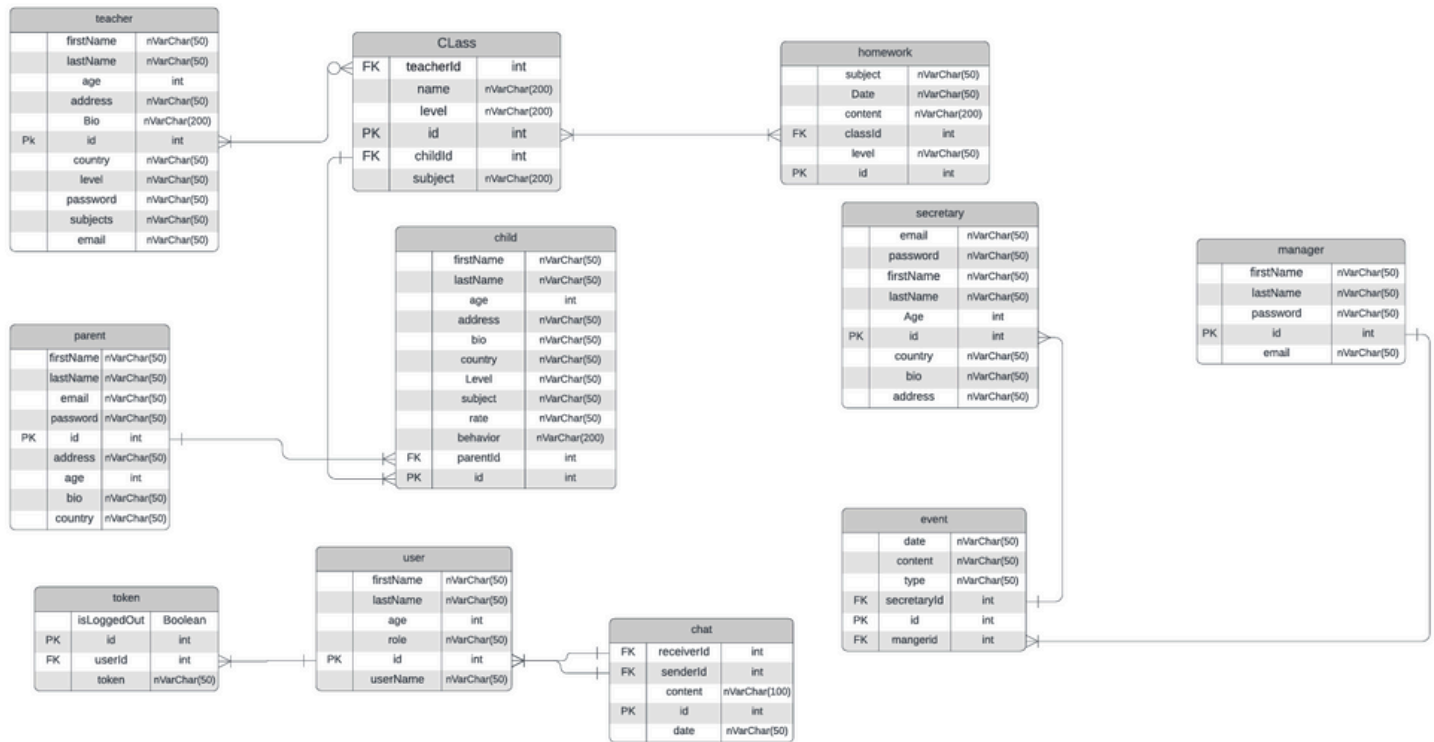 teacher
firstName nVarChar(50)
lastName nVarChar(50)
age int
address nVarChar(50)
Bio nVarChar(200)
Pk id int
country nVarChar(50)
level nVarChar(50)
password nVarChar(50)
subjects nVarChar(50)
email nVarChar(50)
CLass
FK teacherId int
name nVarChar(200)
level nVarChar(200)
PK id int
FK childId int
subject nVarChar(200)
homework
subject nVarChar(50)
Date nVarChar(50)
content nVarChar(200)
FK classId int
level nVarChar(50)
PK id int
child
firstName nVarChar(50)
lastName nVarChar(50)
age int
address nVarChar(50)
bio nVarChar(50)
country nVarChar(50)
Level nVarChar(50)
subject nVarChar(50)
rate nVarChar(50)
behavior nVarChar(200)
FK parentId int
PK id int
secretary
email nVarChar(50)
password nVarChar(50)
firstName nVarChar(50)
lastName nVarChar(50)
Age int
PK id int
country nVarChar(50)
bio nVarChar(50)
address nVarChar(50)
manager
firstName nVarChar(50)
lastName nVarChar(50)
password nVarChar(50)
PK id int
email nVarChar(50)
parent
firstName nVarChar(50)
lastName nVarChar(50)
email nVarChar(50)
password nVarChar(50)
PK id int
address nVarChar(50)
age int
bio nVarChar(50)
country nVarChar(50)
event
date nVarChar(50)
content nVarChar(50)
type nVarChar(50)
FK secretaryId int
PK id int
FK mangerid int
token
isLoggedOut Boolean
PK id int
FK userId int
token nVarChar(50)
user
firstName nVarChar(50)
lastName nVarChar(50)
age int
role nVarChar(50)
PK id int
userName nVarChar(50)
chat
FK receiverId int
FK senderId int
content nVarChar(100)
PK id int
date nVarChar(50)